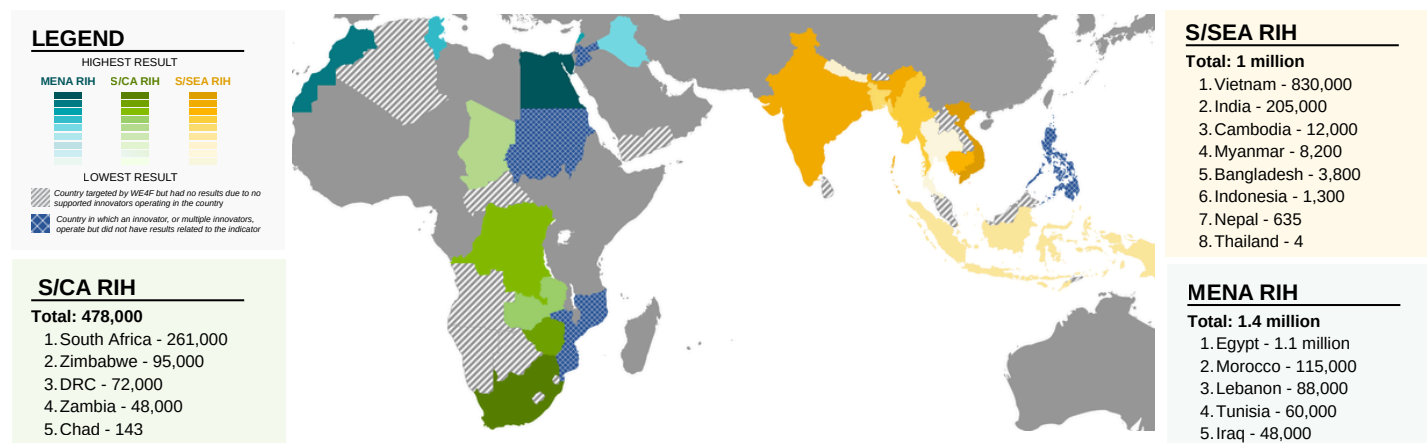 LEGEND
HIGHEST RESULT
MENA RIH S/CA RIH S/SEA RIH
LOWEST RESULT
Country targeted by WE4F but had no results due to no
supported innovators operating in the country
Country in which an innovator, or multiple innovators,
operate but did not have results related to the indicator
S/CA RIH
Total: 478,000
1. South Africa - 261,000
2. Zimbabwe - 95,000
3. DRC - 72,000
4. Zambia - 48,000
5. Chad - 143
S/SEA RIH
Total: 1 million
1. Vietnam - 830,000
2. India - 205,000
3. Cambodia - 12,000
4. Myanmar - 8,200
5. Bangladesh - 3,800
6. Indonesia - 1,300
7. Nepal - 635
8. Thailand - 4
MENA RIH
Total: 1.4 million
1. Egypt - 1.1 million
2. Morocco - 115,000
3. Lebanon - 88,000
4. Tunisia - 60,000
5. Iraq - 48,000